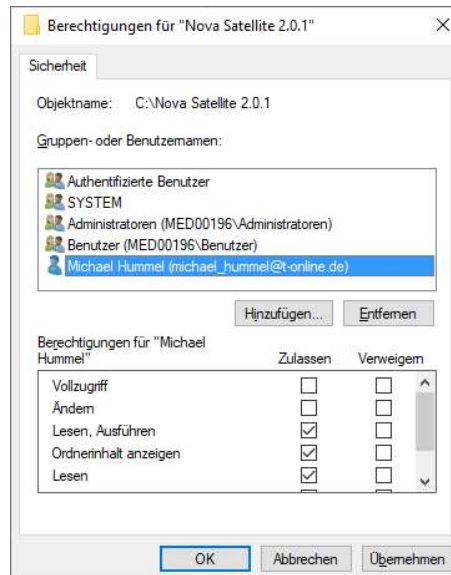 Berechtigungen für "Nova Satellite 2.0.1"
Sicherheit
Objektname: C:\Nova Satellite 2.0.1
Gruppen- oder Benutzernamen:
Authentifizierte Benutzer
SYSTEM
Administratoren (MED00196\Administratoren)
Benutzer (MED00196\Benutzer)
Michael Hummel (michael_hummel@t-online.de)
Hinzufügen... Entfernen
Berechtigungen für "Michael
Hummel" Zulassen Verweigern
Vollzugriff
Ändern
Lesen, Ausführen
Ordnerinhalt anzeigen
Lesen
OK Abbrechen Übernehmen